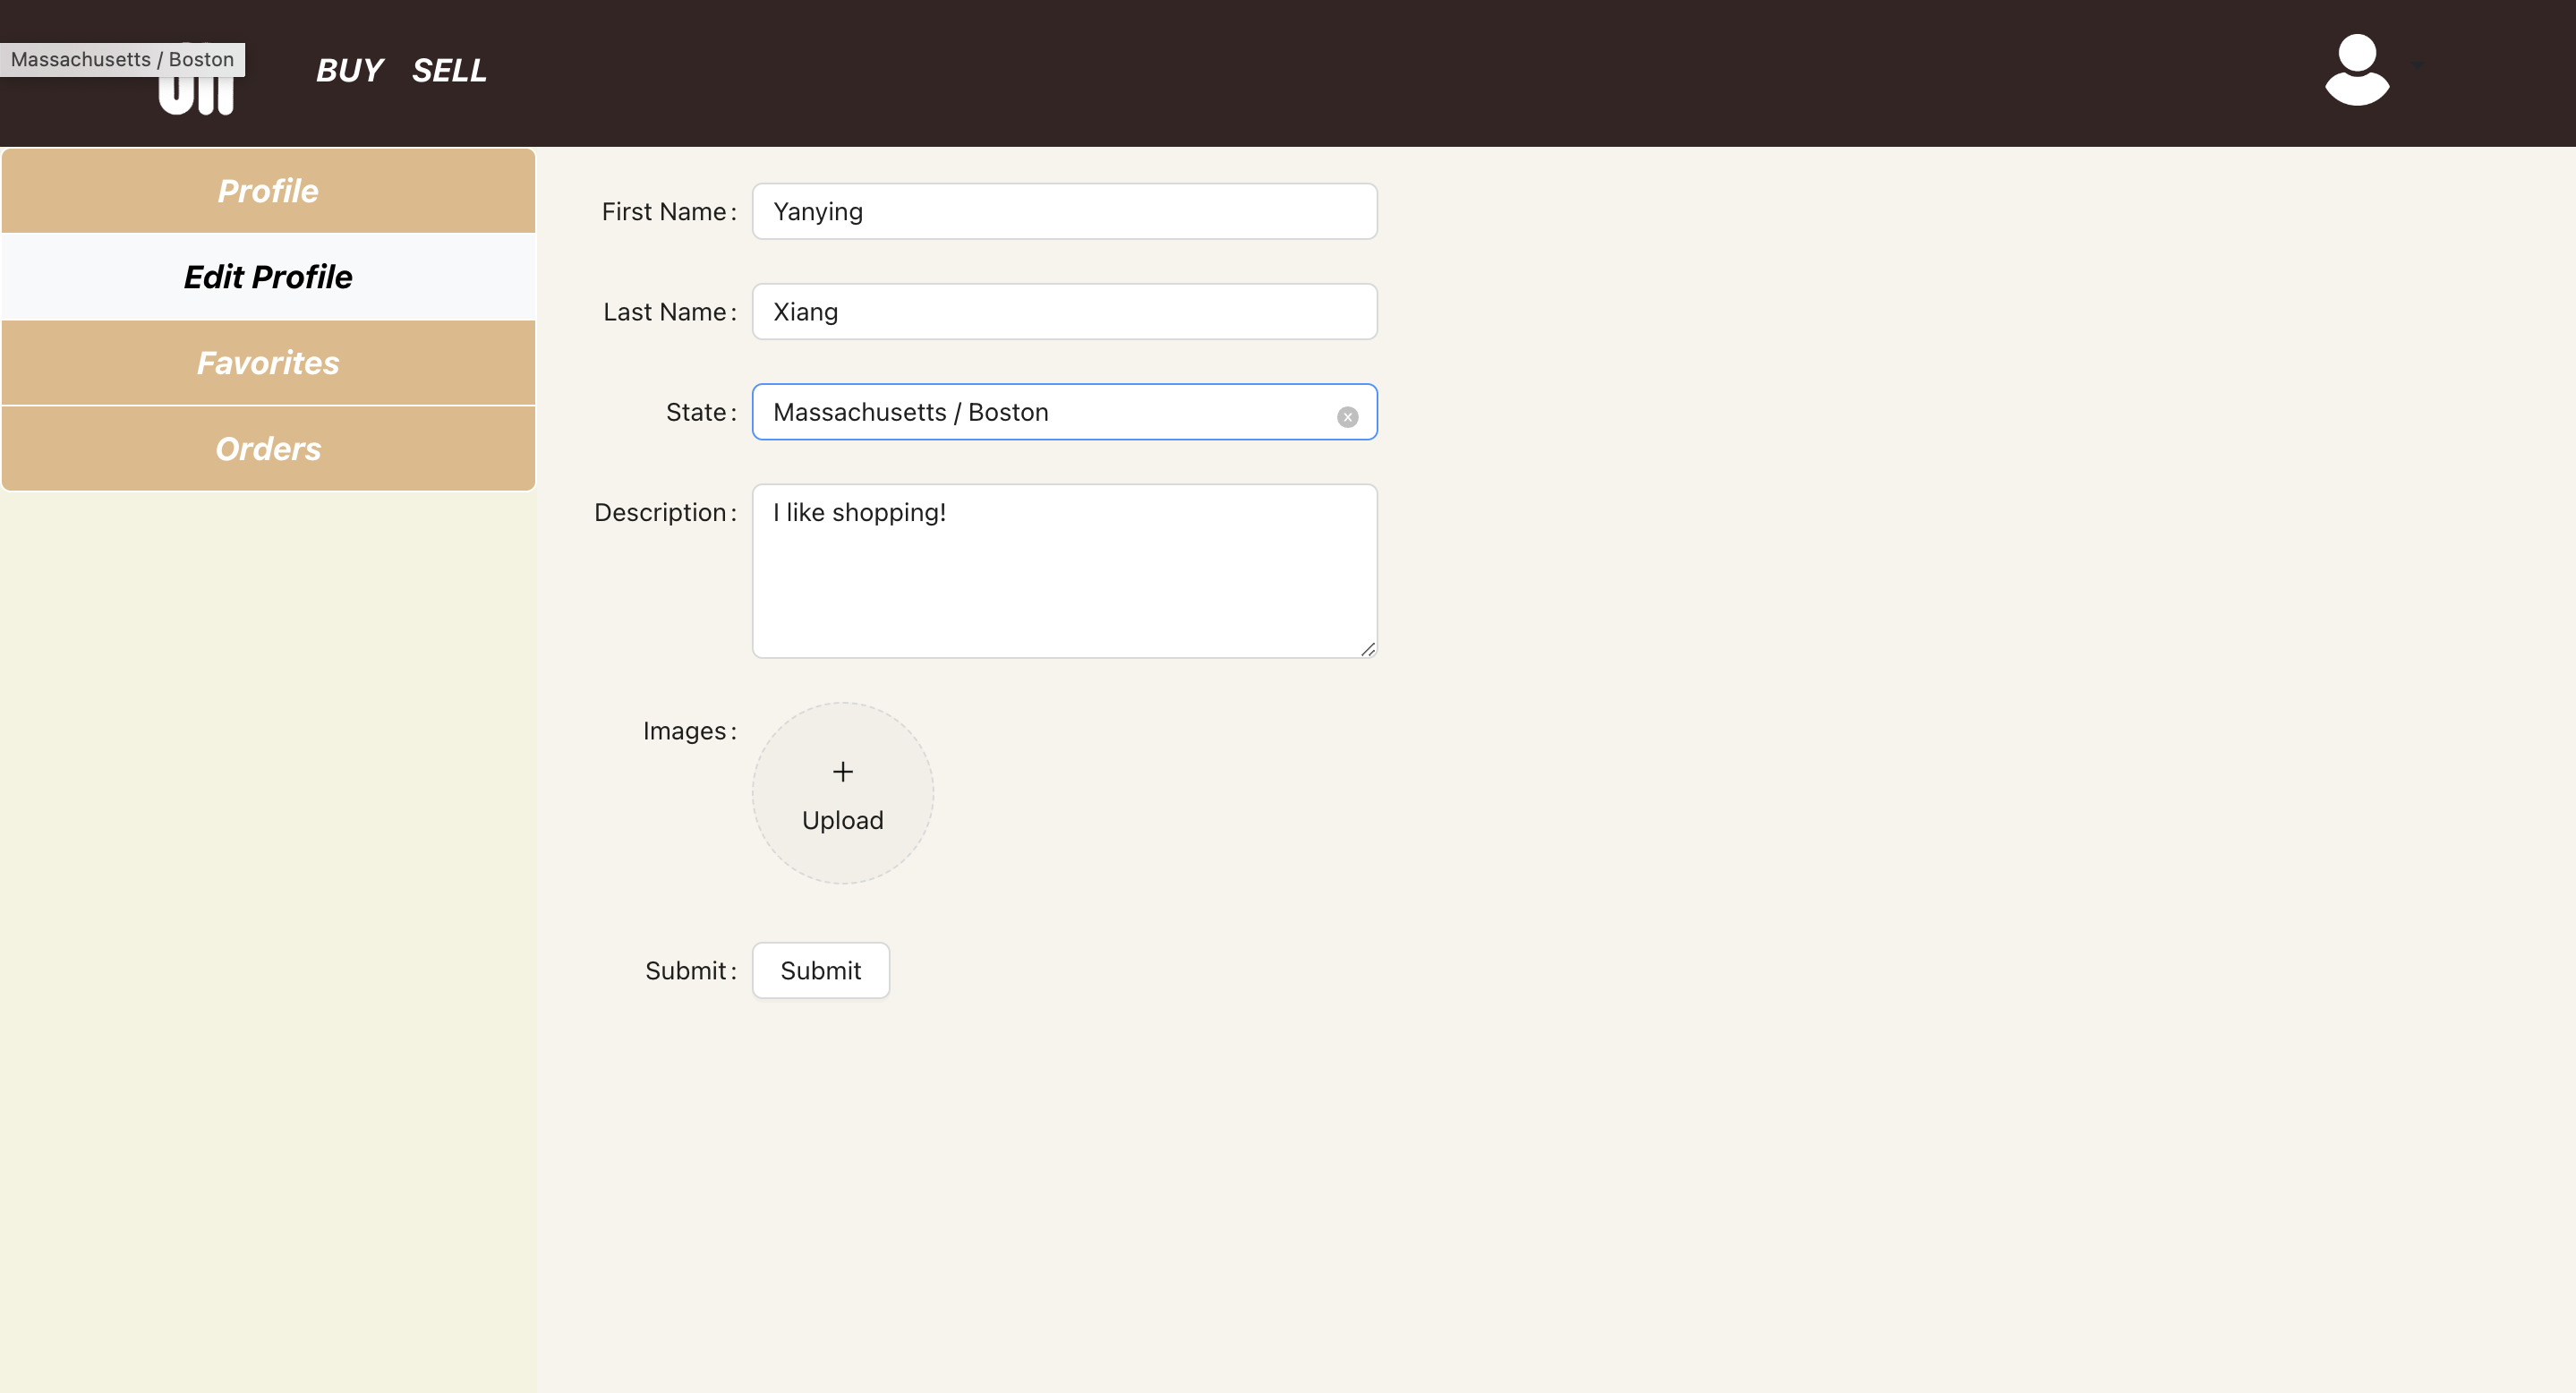 Massachusetts / Boston
BUY SELL
Profile
Edit Profile
Favorites
Orders
First Name : Yanying
Last Name : Xiang
State : Massachusetts / Boston
Description : I like shopping!
Images :
+
Upload
Submit : Submit